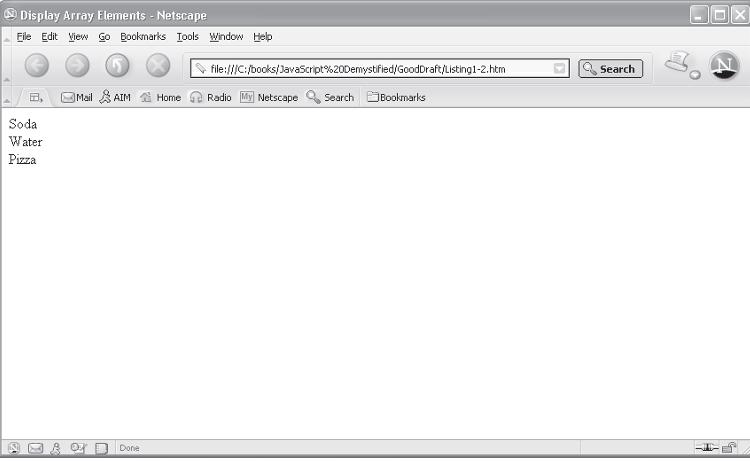 Display Array Elements - Netscape
File Edit View Go Bookmarks Tools Window Help
file:///C:/books/JavaScript%20Demystified/GoodDraft/Listing1-2.htm Search N
Mail AIM Home Radio My Netscape Search Bookmarks
Soda
Water
Pizza
Done